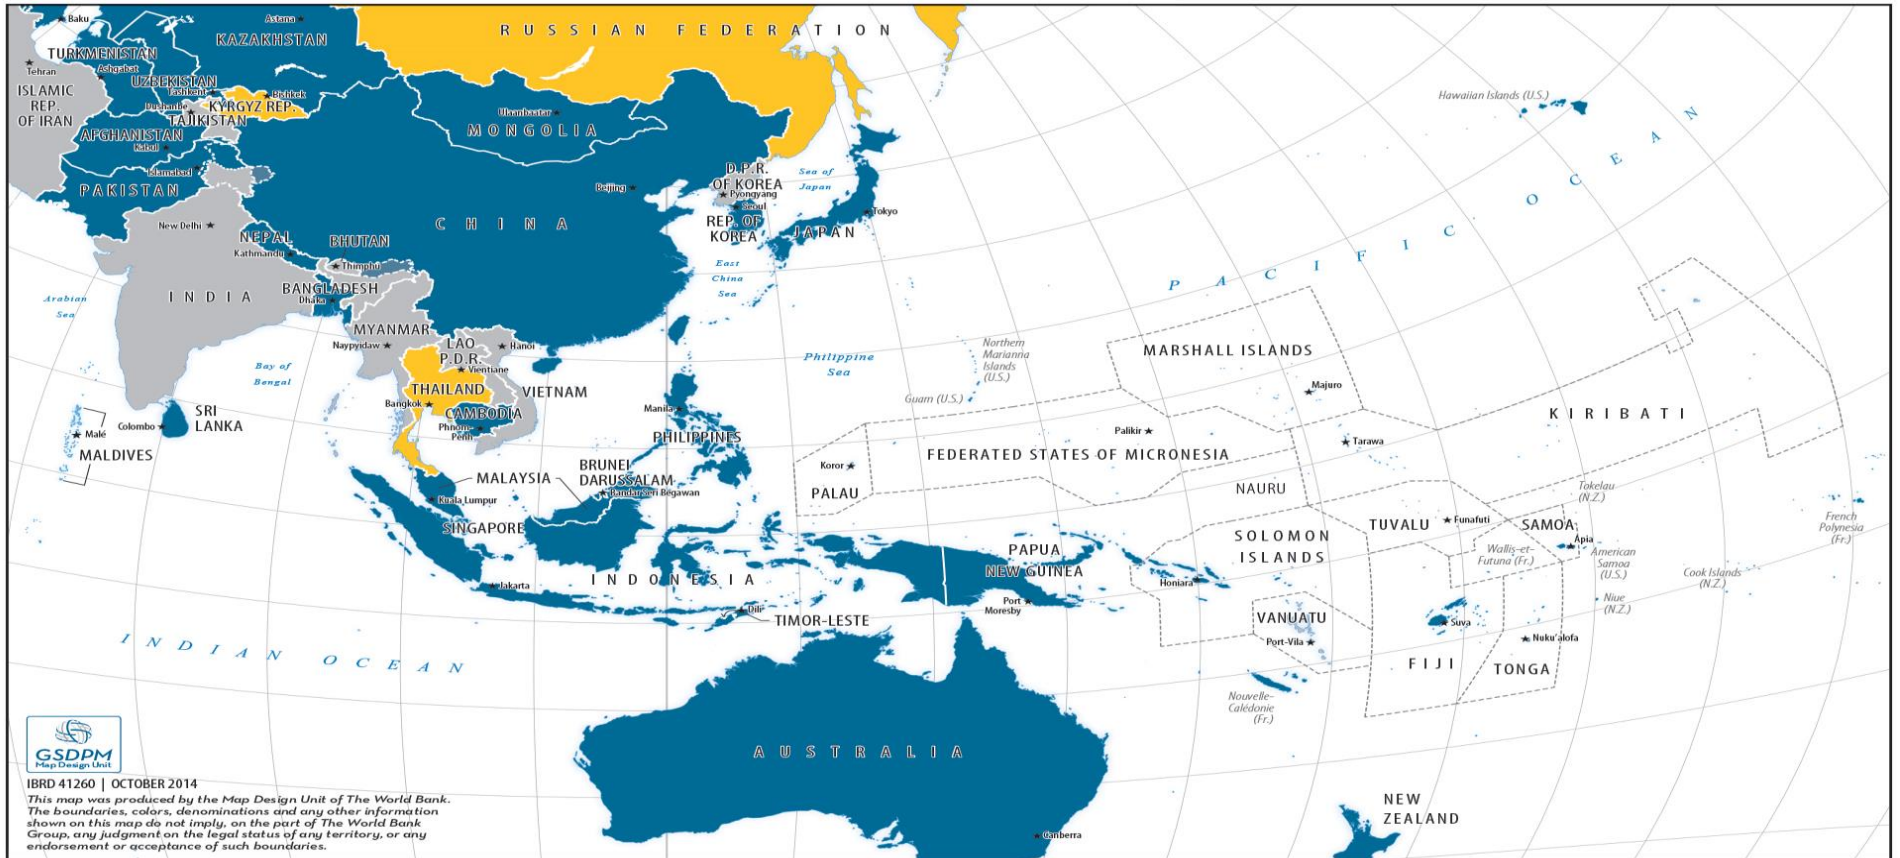 RUSSIAN FEDERATION
Baku
Astana
KAZAKHSTAN
TURKMENISTAN
Ashgabat
Tehran
UZBEKISTAN
Tashkent
Bishkek
ISLAMIC
REP.
OF IRAN
Dushanbe
KYRGYZ REP.
TAJIKISTAN
AFGHANISTAN
Kabul
Islamabad
PAKISTAN
Ulaanbaatar
MONGOLIA
Beijing
CHINA
D.P.R.
OF KOREA
Pyongyang
Seoul
REP. OF
KOREA
Sea of
Japan
Tokyo
JAPAN
East
China
Sea
Hawaiian Islands (U.S.)
PACIFIC OCEAN
New Delhi
NEPAL
Kathmandu
BHUTAN
Thimphu
INDIA
BANGLADESH
Dhaka
Arabian
Sea
MYANMAR
Naypyidaw
LAO
P.D.R.
Hanoi
Vientiane
Bay of
Bengal
THAILAND
VIETNAM
Bangkok
CAMBODIA
Phnom
Penh
SRI
LANKA
Colombo
Malé
MALDIVES
Philippine
Sea
Manila
PHILIPPINES
Northern
Marianna
Islands
(U.S.)
Guam (U.S.)
MARSHALL ISLANDS
Majuro
KIRIBATI
Tarawa
Palikir
FEDERATED STATES OF MICRONESIA
Koror
PALAU
NAURU
MALAYSIA
BRUNEI
DARUSSALAM
Bandar Seri Begawan
Kuala Lumpur
SINGAPORE
Tokelau
(N.Z.)
French
Polynesia
(Fr.)
TUVALU
Funafuti
SAMOA
Apia
SOLOMON
ISLANDS
Wallis-et-
Futuna (Fr.)
American
Samoa
(U.S.)
Cook Islands
(N.Z.)
Niue
(N.Z.)
PAPUA
NEW GUINEA
Honiara
Port
Moresby
INDONESIA
Jakarta
Dili
TIMOR-LESTE
VANUATU
Port-Vila
Suva
FIJI
Nuku'alofa
TONGA
INDIAN OCEAN
Nouvelle-
Calédonie
(Fr.)
AUSTRALIA
Canberra
NEW
ZEALAND
GSDPM
Map Design Unit
IBRD 41260 | OCTOBER 2014
This map was produced by the Map Design Unit of The World Bank.
The boundaries, colors, denominations and any other information
shown on this map do not imply, on the part of The World Bank
Group, any judgment on the legal status of any territory, or any
endorsement or acceptance of such boundaries.